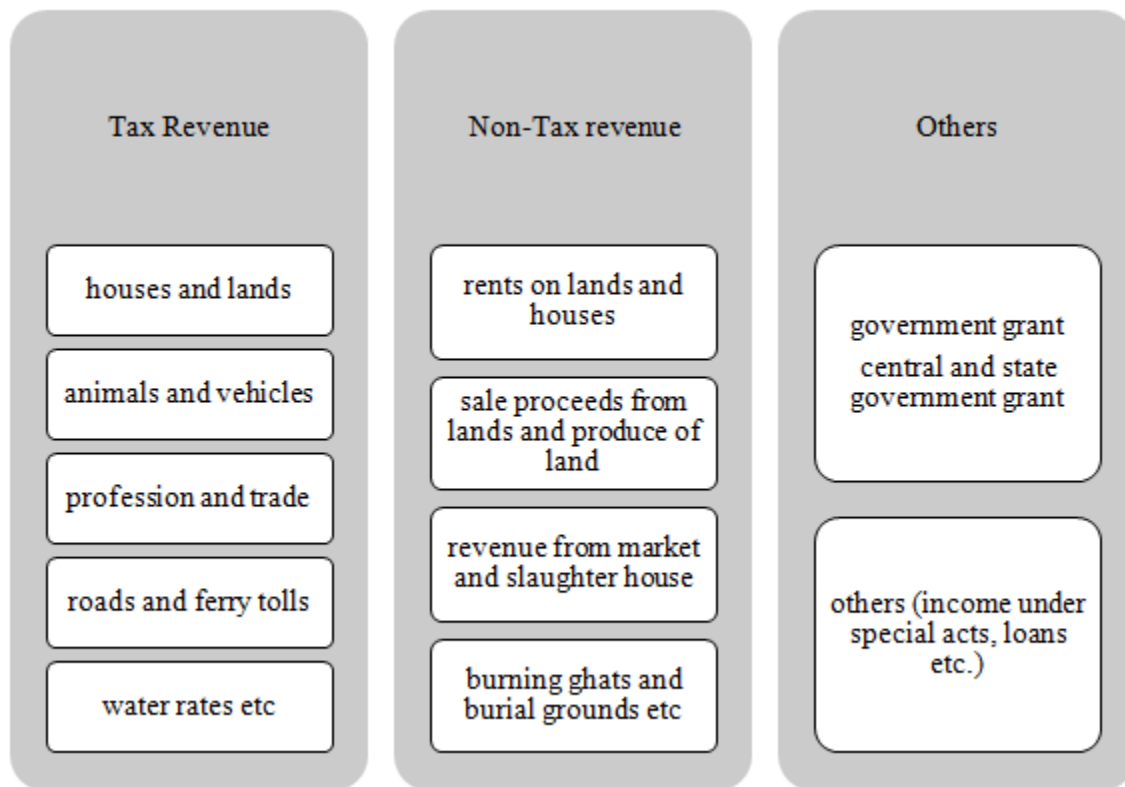 Tax Revenue
houses and lands
animals and vehicles
profession and trade
roads and ferry tolls
water rates etc
Non-Tax revenue
rents on lands and
houses
sale proceeds from
lands and produce of
land
revenue from market
and slaughter house
burning ghats and
burial grounds etc
Others
government grant
central and state
government grant
others (income under
special acts, loans
etc.)